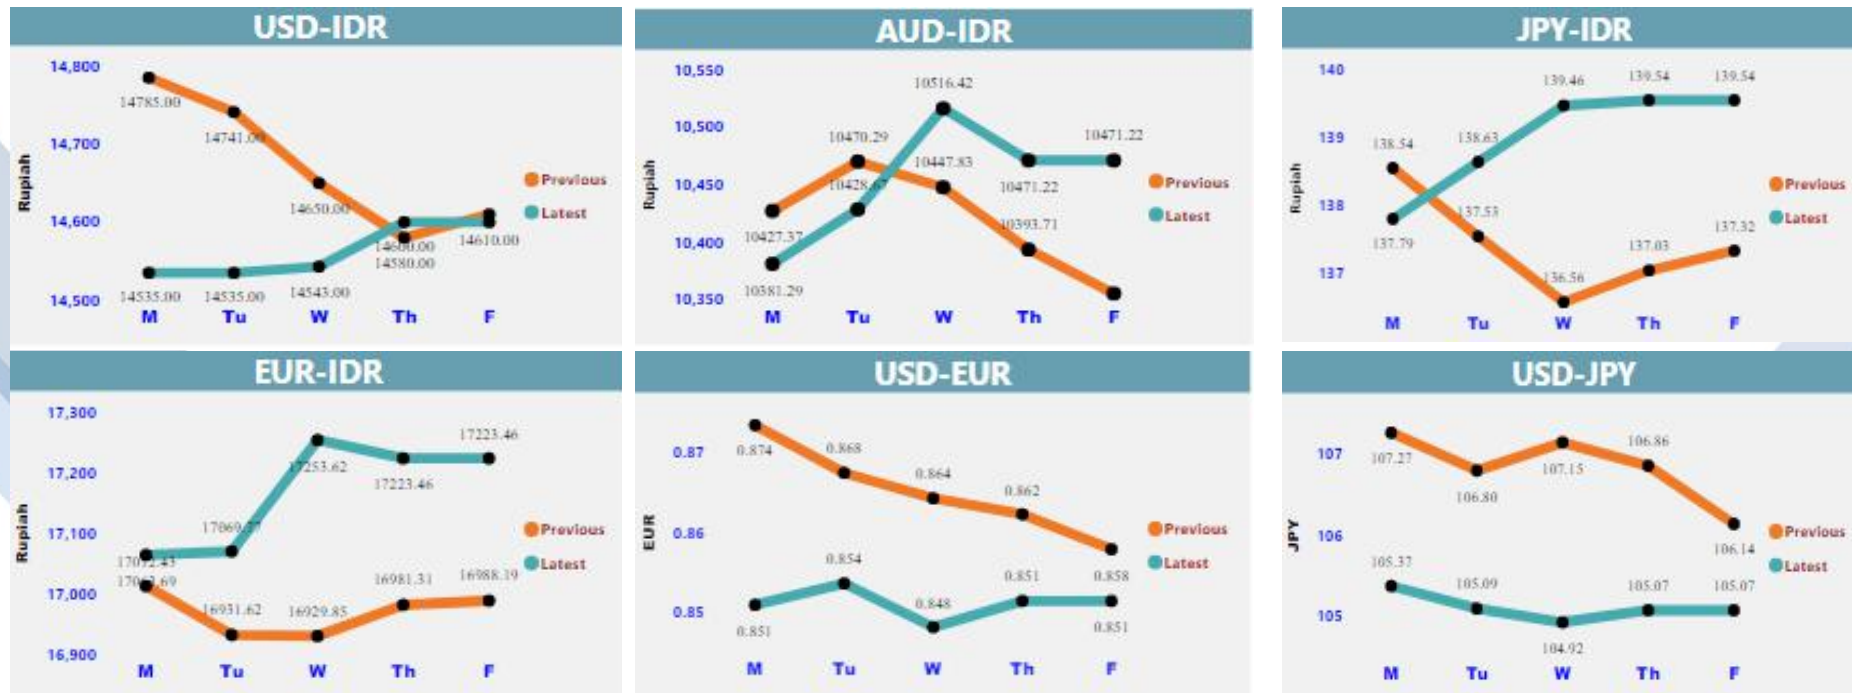 USD-IDR
14,800
14785.00
14741.00
14,700
Rupiah
Previous
14650.00
Latest
14,600
14600.00
14610.00
14580.00
14535.00
14535.00
14543.00
14,500
M Tu W Th F
AUD-IDR
10,550
10516.42
10,500
10470.29
10471.22
10447.83
10,450
Rupiah
10471.22
Previous
Latest
10393.71
10427.37
10,400
10381.29
10,350
M Tu W Th F
JPY-IDR
140
139.46
139.54
139.54
139
138.54
138.63
Rupiah
Previous
138
137.53
Latest
137.79
137.03
137.32
137
136.56
M Tu W Th F
EUR-IDR
17,300
17223.46
17253.62
17,200
17223.46
Rupiah
17,100
Previous
Latest
17,000
16981.31
16988.19
16931.62
16929.85
16,900
M Tu W Th F
USD-EUR
0.87
0.874
0.868
0.864
0.862
EUR
0.86
Previous
0.854
Latest
0.851
0.858
0.85
0.848
0.851
0.851
M Tu W Th F
USD-JPY
107
107.27
106.86
106.80
107.15
JPY
106
Previous
106.14
Latest
105.37
105.09
105.07
105.07
105
104.92
M Tu W Th F